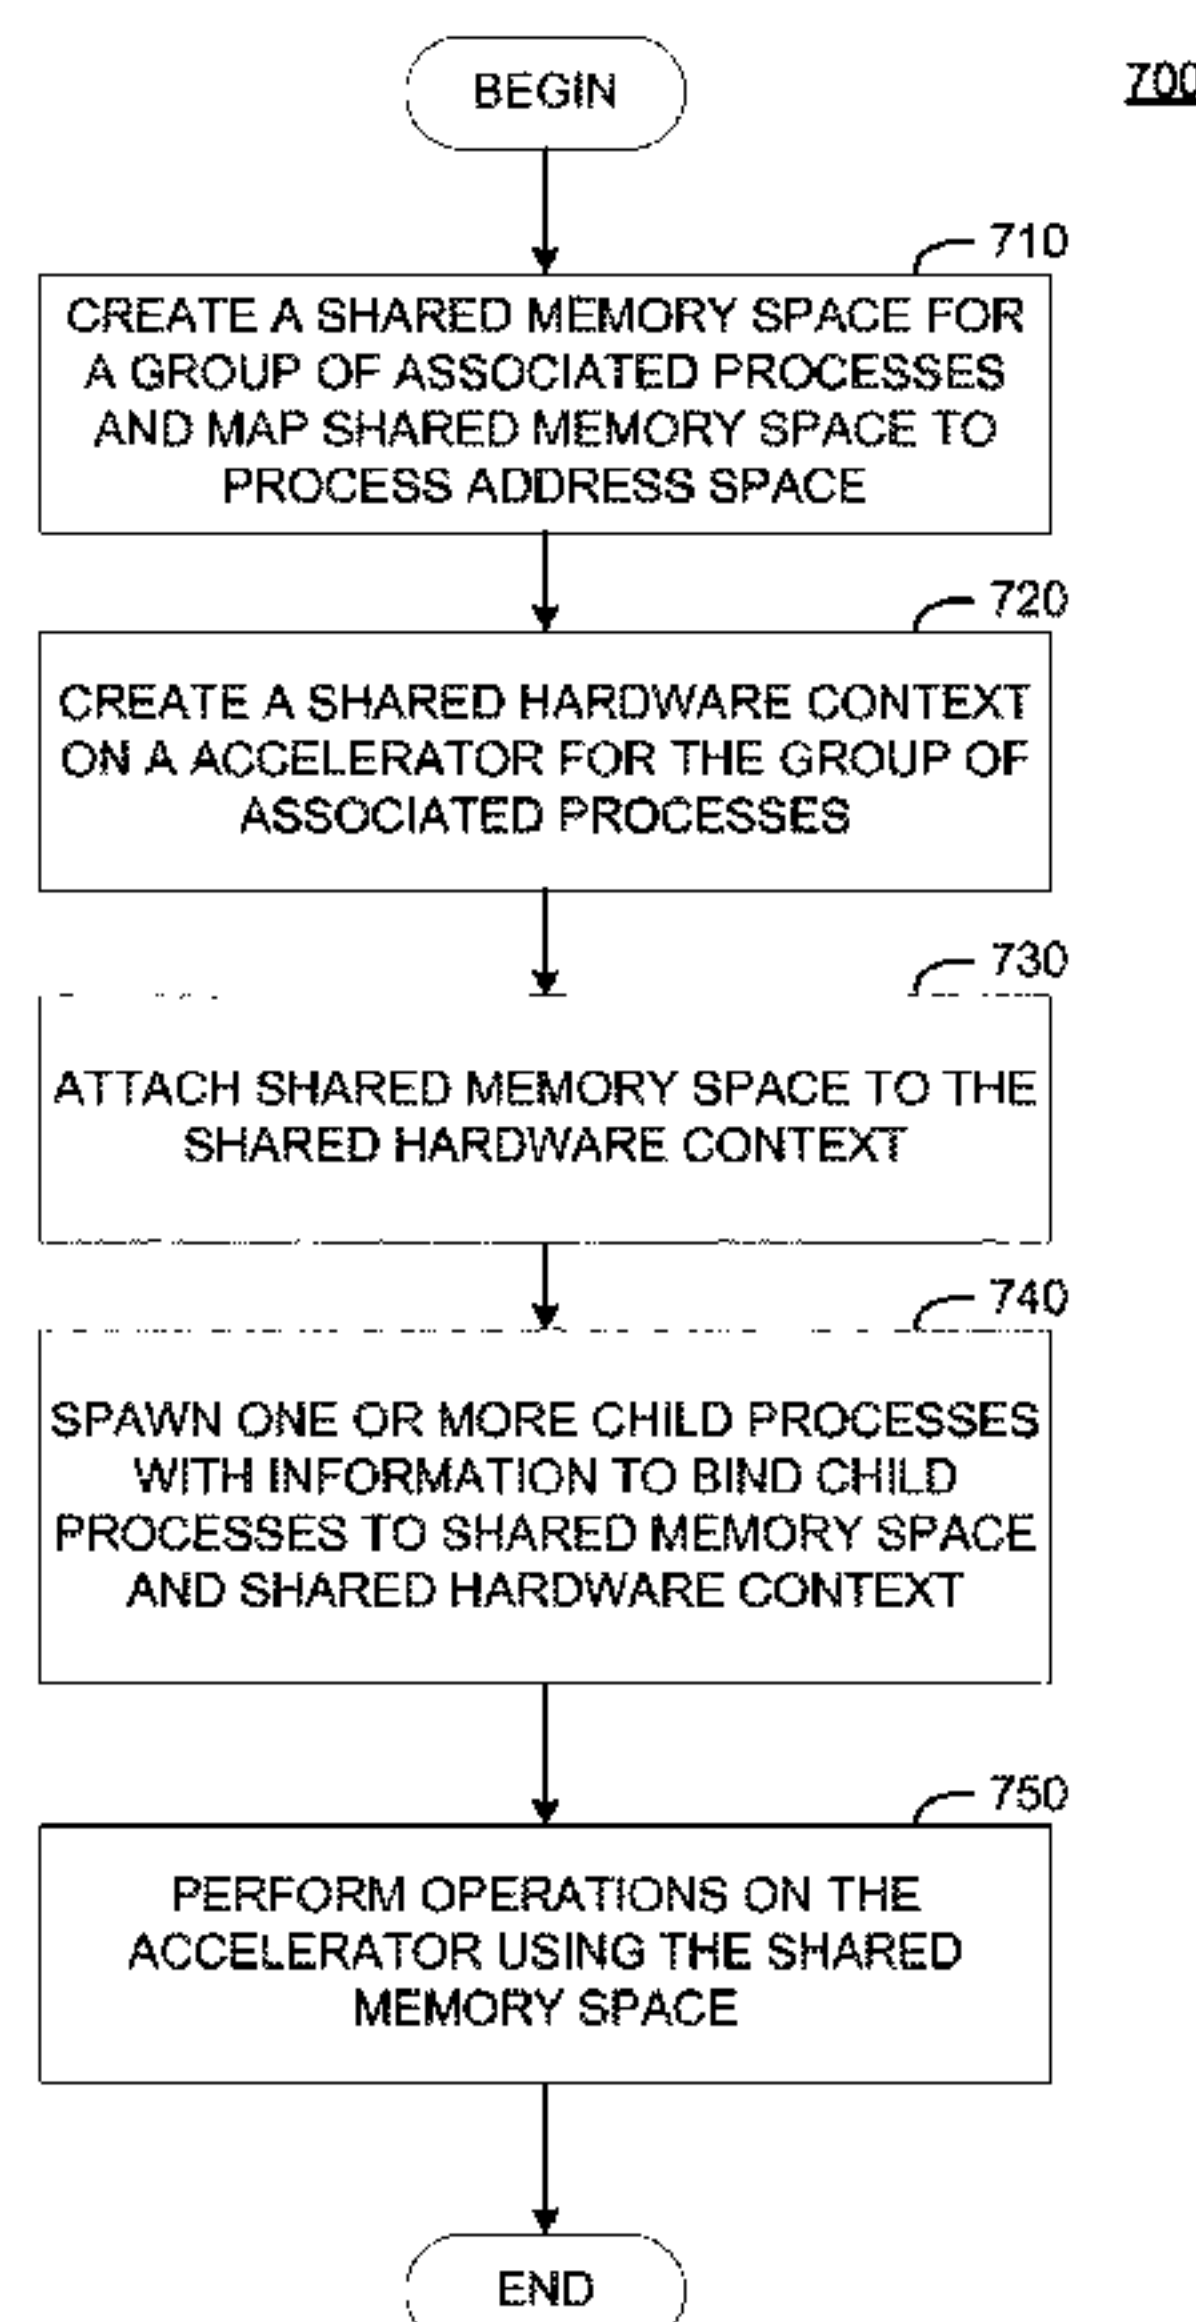 BEGIN
700
710
CREATE A SHARED MEMORY SPACE FOR
A GROUP OF ASSOCIATED PROCESSES
AND MAP SHARED MEMORY SPACE TO
PROCESS ADDRESS SPACE
720
CREATE A SHARED HARDWARE CONTEXT
ON A ACCELERATOR FOR THE GROUP OF
ASSOCIATED PROCESSES
730
ATTACH SHARED MEMORY SPACE TO THE
SHARED HARDWARE CONTEXT
740
SPAWN ONE OR MORE CHILD PROCESSES
WITH INFORMATION TO BIND CHILD
PROCESSES TO SHARED MEMORY SPACE
AND SHARED HARDWARE CONTEXT
750
PERFORM OPERATIONS ON THE
ACCELERATOR USING THE SHARED
MEMORY SPACE
END